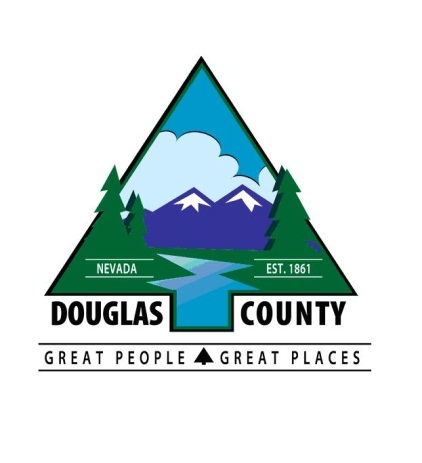 NEVADA EST. 1861
DOUGLAS COUNTY
GREAT PEOPLE GREAT PLACES